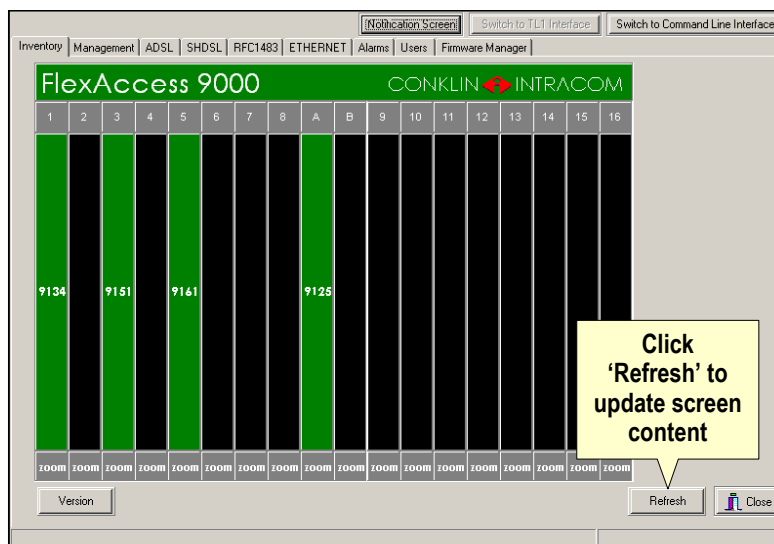 Notification Screen Switch to TL1 Interface Switch to Command Line Interface
Inventory Management ADSL SHDSL RFC1483 ETHERNET Alarms Users Firmware Manager
FlexAccess 9000 CONKLIN INTRACOM
1 2 3 4 5 6 7 8 A B 9 10 11 12 13 14 15 16
9134 9151 9161 9125
Click
‘Refresh’ to
update screen
content
zoom zoom zoom zoom zoom zoom zoom zoom zoom zoom zoom zoom zoom zoom zoom zoom zoom zoom
Version Refresh Close